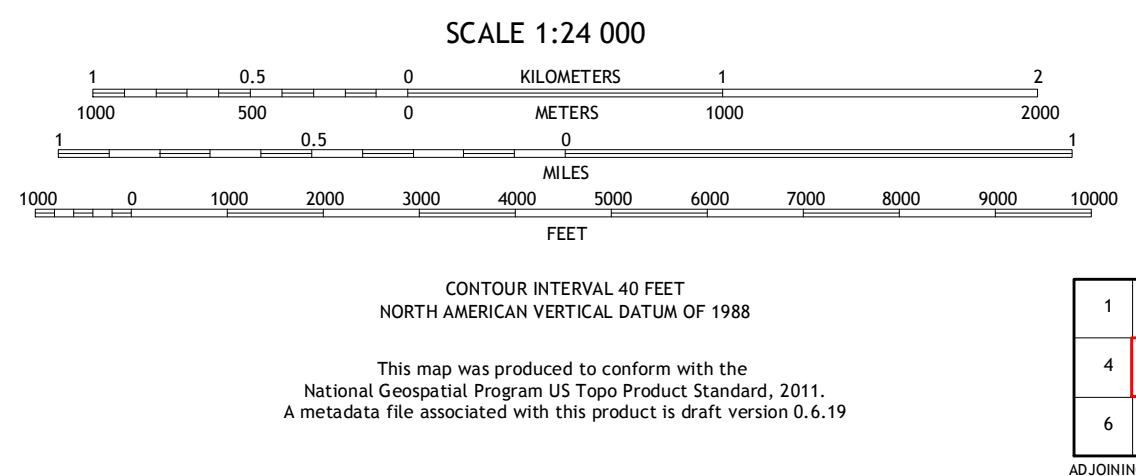 SCALE 1:24 000
1 0.5 0 KILOMETERS 1 2
1000 500 0 METERS 1000 2000
1 0.5 0 1
MILES
1000 0 1000 2000 3000 4000 5000 6000 7000 8000 9000 10000
FEET
CONTOUR INTERVAL 40 FEET
NORTH AMERICAN VERTICAL DATUM OF 1988
This map was produced to conform with the
National Geospatial Program US Topo Product Standard, 2011.
A metadata file associated with this product is draft version 0.6.19
1
4
6
ADJOININ